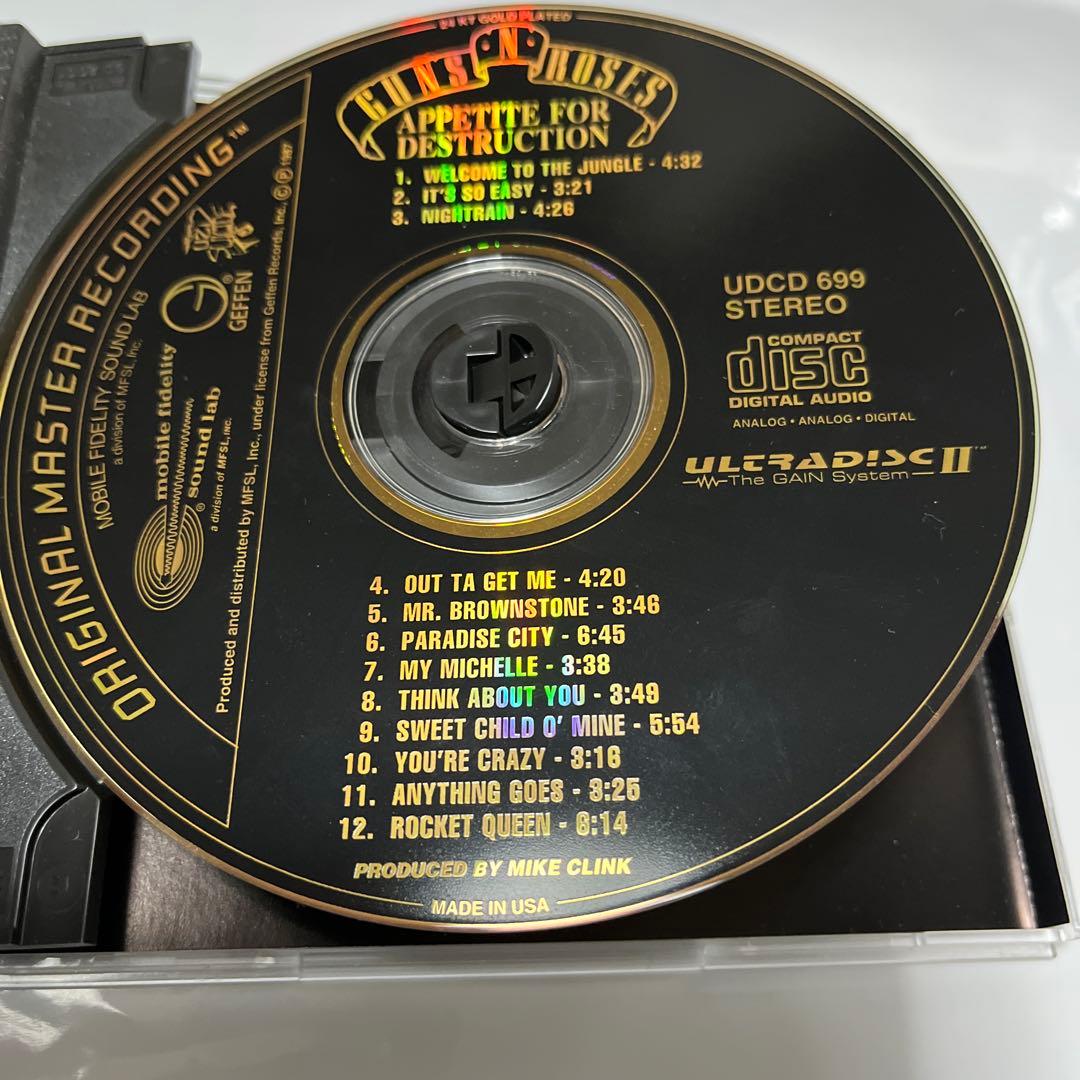 24 KT GOLD PLATED
GUNS N' ROSES
APPETITE FOR
DESTRUCTION
1. WELCOME TO THE JUNGLE - 4:32
2. IT'S SO EASY - 3:21
3. NIGHTRAIN - 4:26
UDCD 699
STEREO
COMPACT
disc
DIGITAL AUDIO
ANALOG • ANALOG • DIGITAL
ULTRADISC II™
The GAIN System
4. OUT TA GET ME - 4:20
5. MR. BROWNSTONE - 3:46
6. PARADISE CITY - 6:45
7. MY MICHELLE - 3:38
8. THINK ABOUT YOU - 3:49
9. SWEET CHILD O' MINE - 5:54
10. YOU'RE CRAZY - 3:16
11. ANYTHING GOES - 3:25
12. ROCKET QUEEN - 6:14
PRODUCED BY MIKE CLINK
MADE IN USA
ORIGINAL MASTER RECORDING™
MOBILE FIDELITY SOUND LAB
a division of MFSL, Inc.
mobile fidelity
sound lab®
a division of MFSL, INC.
GEFFEN®
UZI
SUICIDE
Produced and distributed by MFSL, Inc., under license from Geffen Records, Inc., © ℗ 1987